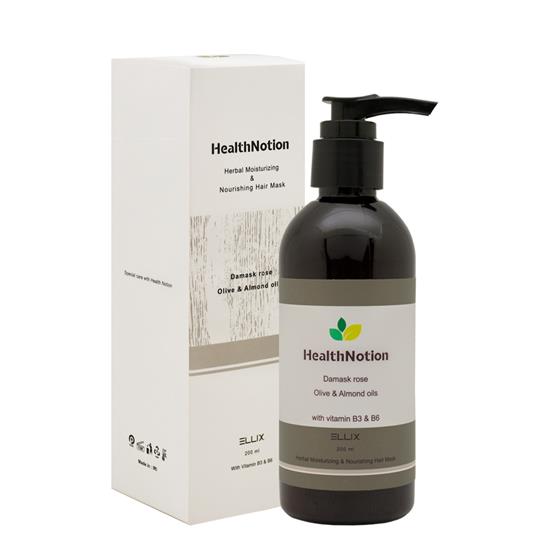 HealthNotion
Herbal Moisturizing
&
Nourishing Hair Mask
Damask rose
Olive & Almond oil
ELLIX
200 ml
With Vitamin B3 & B6
Special care with Health Notion
HealthNotion
Damask rose
Olive & Almond oils
with vitamin B3 & B6
ELLIX
200 ml
Herbal Moisturizing & Nourishing Hair Mask